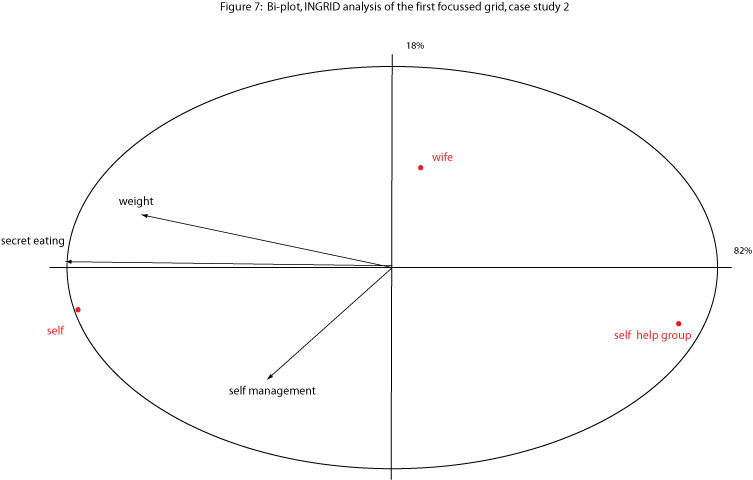 Figure 7: Bi-plot, INGRID analysis of the first focussed grid, case study 2
18%
wife
weight
secret eating
82%
self
self help group
self management